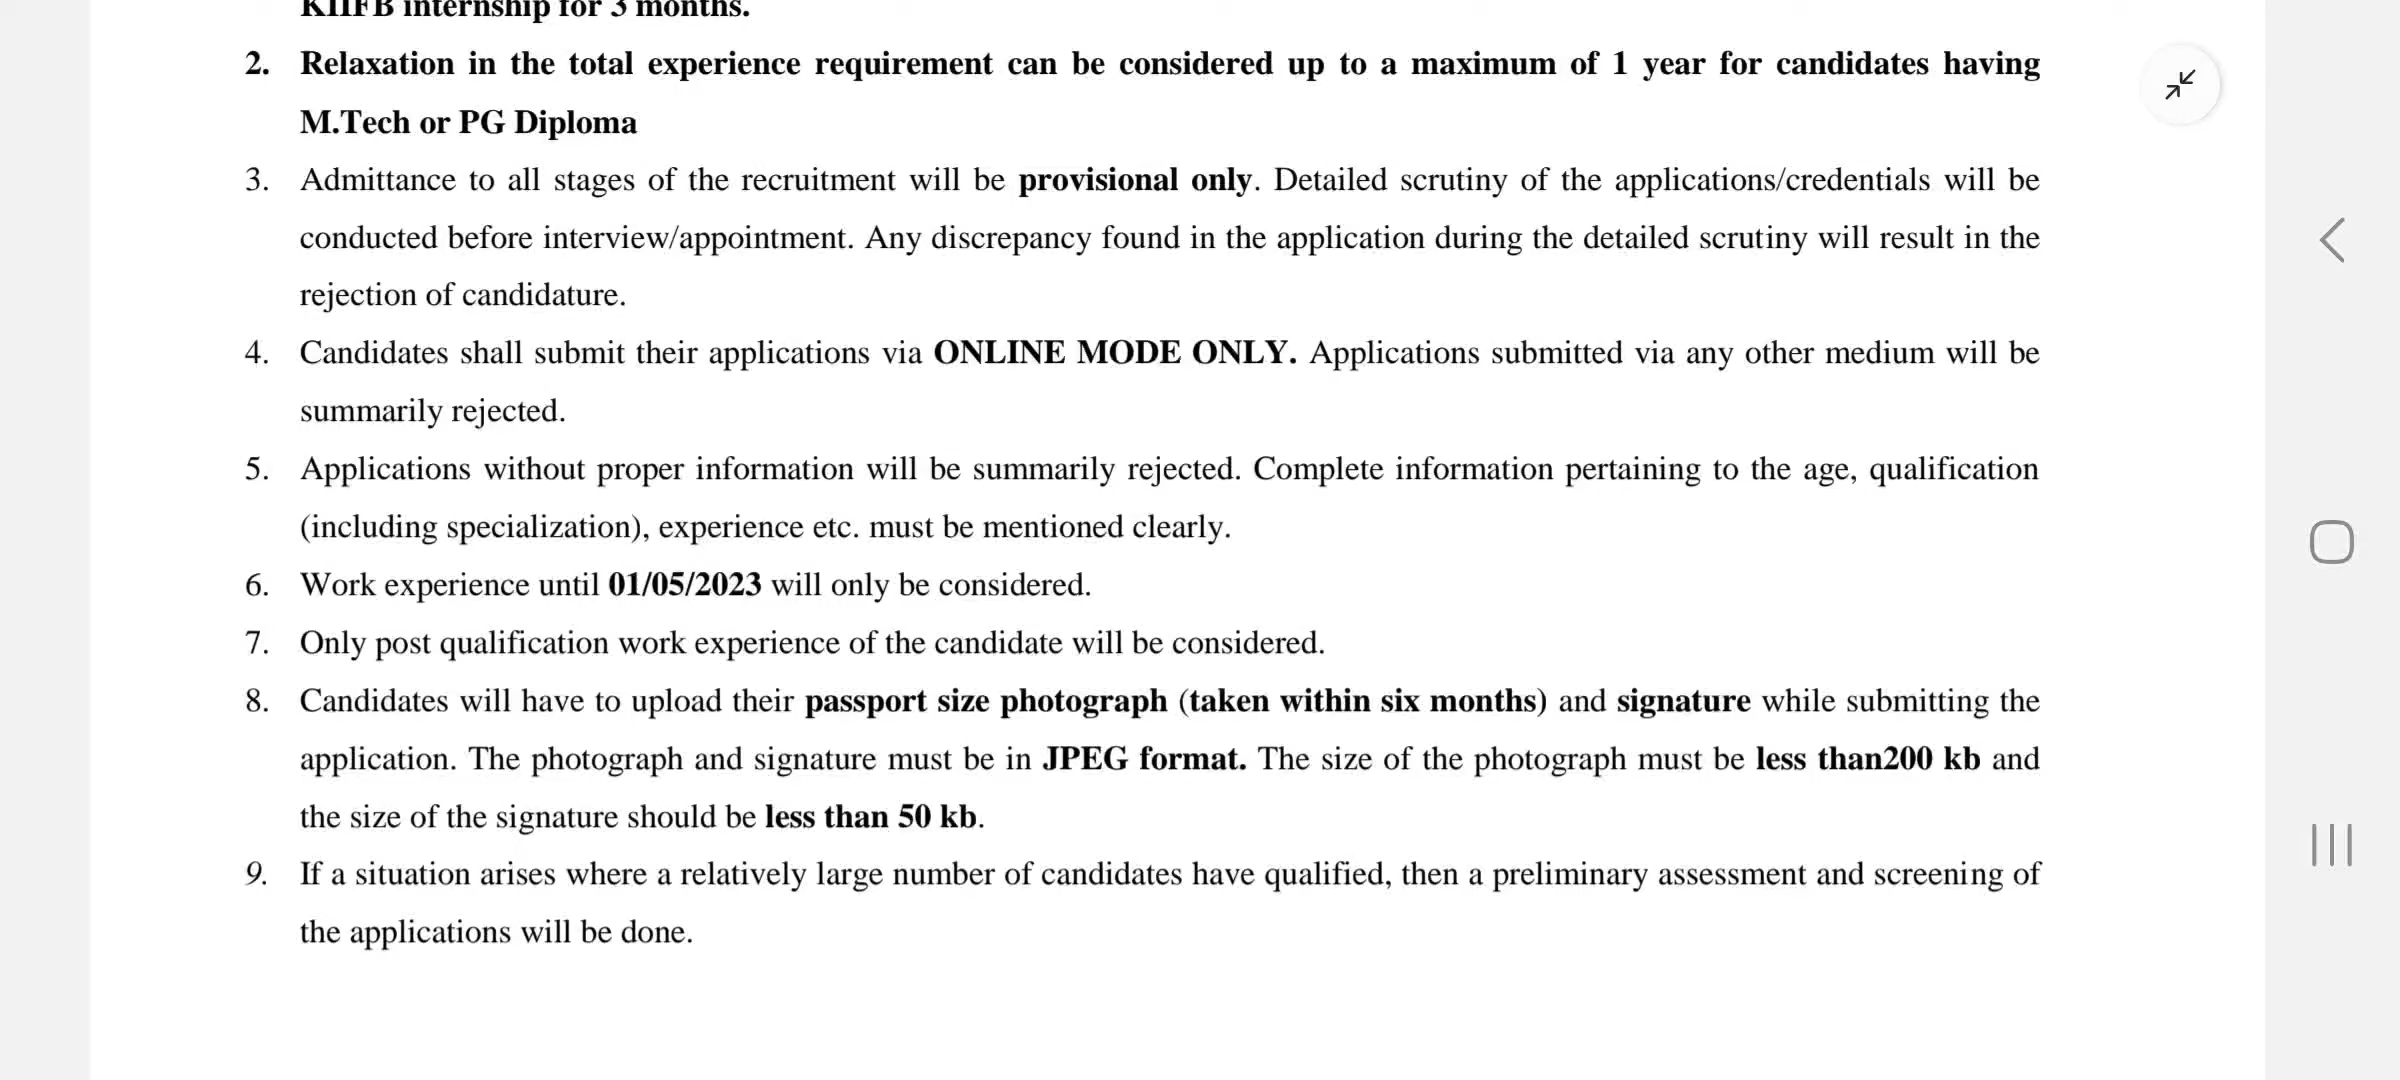 KIIFB internship for 3 months.
2. Relaxation in the total experience requirement can be considered up to a maximum of 1 year for candidates having
M.Tech or PG Diploma
3. Admittance to all stages of the recruitment will be provisional only. Detailed scrutiny of the applications/credentials will be
conducted before interview/appointment. Any discrepancy found in the application during the detailed scrutiny will result in the
rejection of candidature.
4. Candidates shall submit their applications via ONLINE MODE ONLY. Applications submitted via any other medium will be
summarily rejected.
5. Applications without proper information will be summarily rejected. Complete information pertaining to the age, qualification
(including specialization), experience etc. must be mentioned clearly.
6. Work experience until 01/05/2023 will only be considered.
7. Only post qualification work experience of the candidate will be considered.
8. Candidates will have to upload their passport size photograph (taken within six months) and signature while submitting the
application. The photograph and signature must be in JPEG format. The size of the photograph must be less than200 kb and
the size of the signature should be less than 50 kb.
9. If a situation arises where a relatively large number of candidates have qualified, then a preliminary assessment and screening of
the applications will be done.